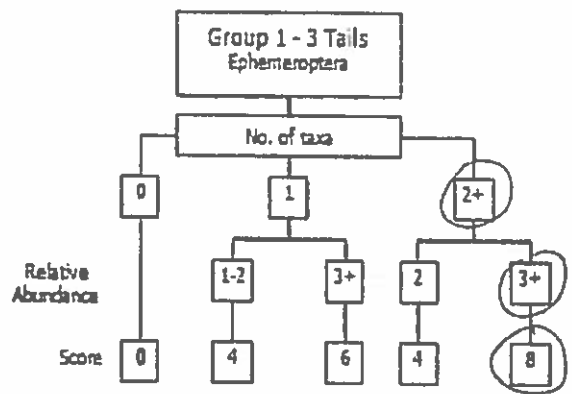 Group 1 - 3 Tails
Ephemeroptera
No. of taxa
0 1 2+
Relative Abundance
1-2 3+ 2 3+
Score 0 4 6 4 8